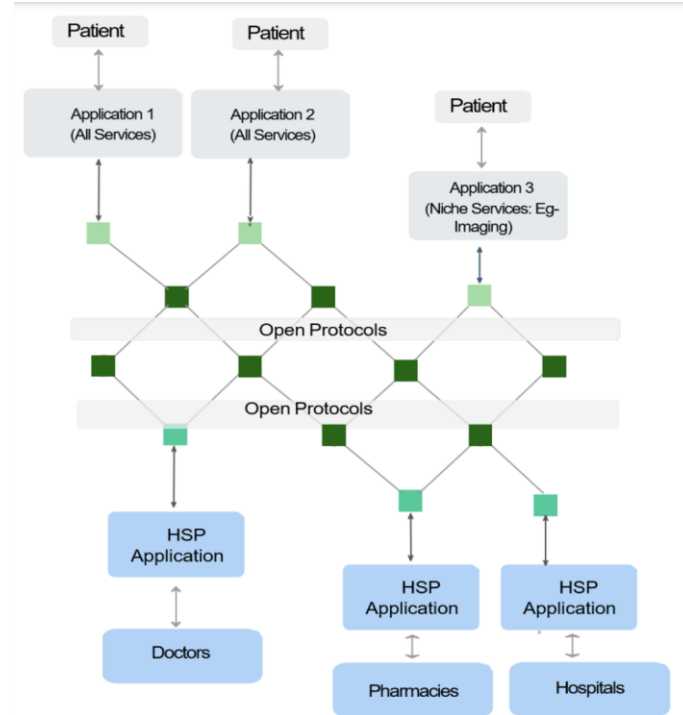 Patient
Patient
Application 1
(All Services)
Application 2
(All Services)
Patient
Application 3
(Niche Services: Eg-
Imaging)
Open Protocols
Open Protocols
HSP
Application
Doctors
HSP
Application
HSP
Application
Pharmacies
Hospitals